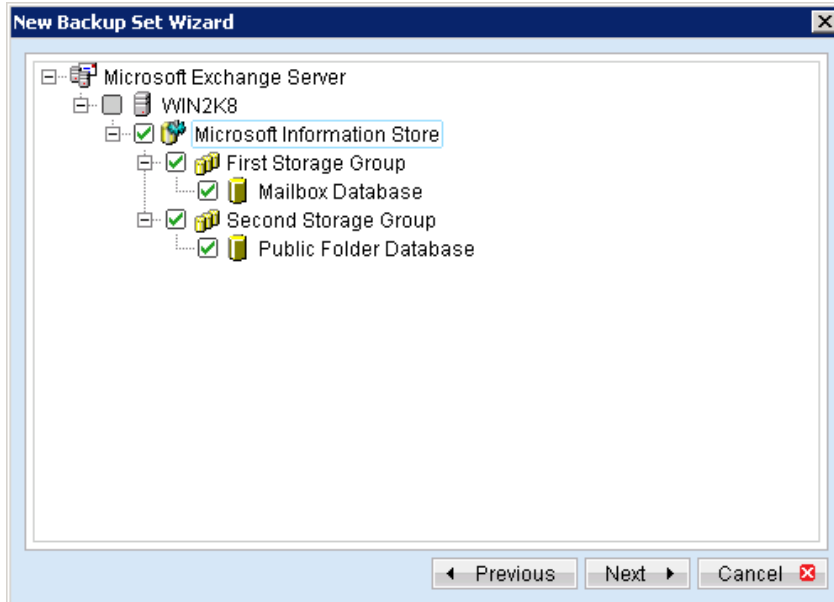 New Backup Set Wizard
Microsoft Exchange Server
WIN2K8
Microsoft Information Store
First Storage Group
Mailbox Database
Second Storage Group
Public Folder Database
Previous Next Cancel